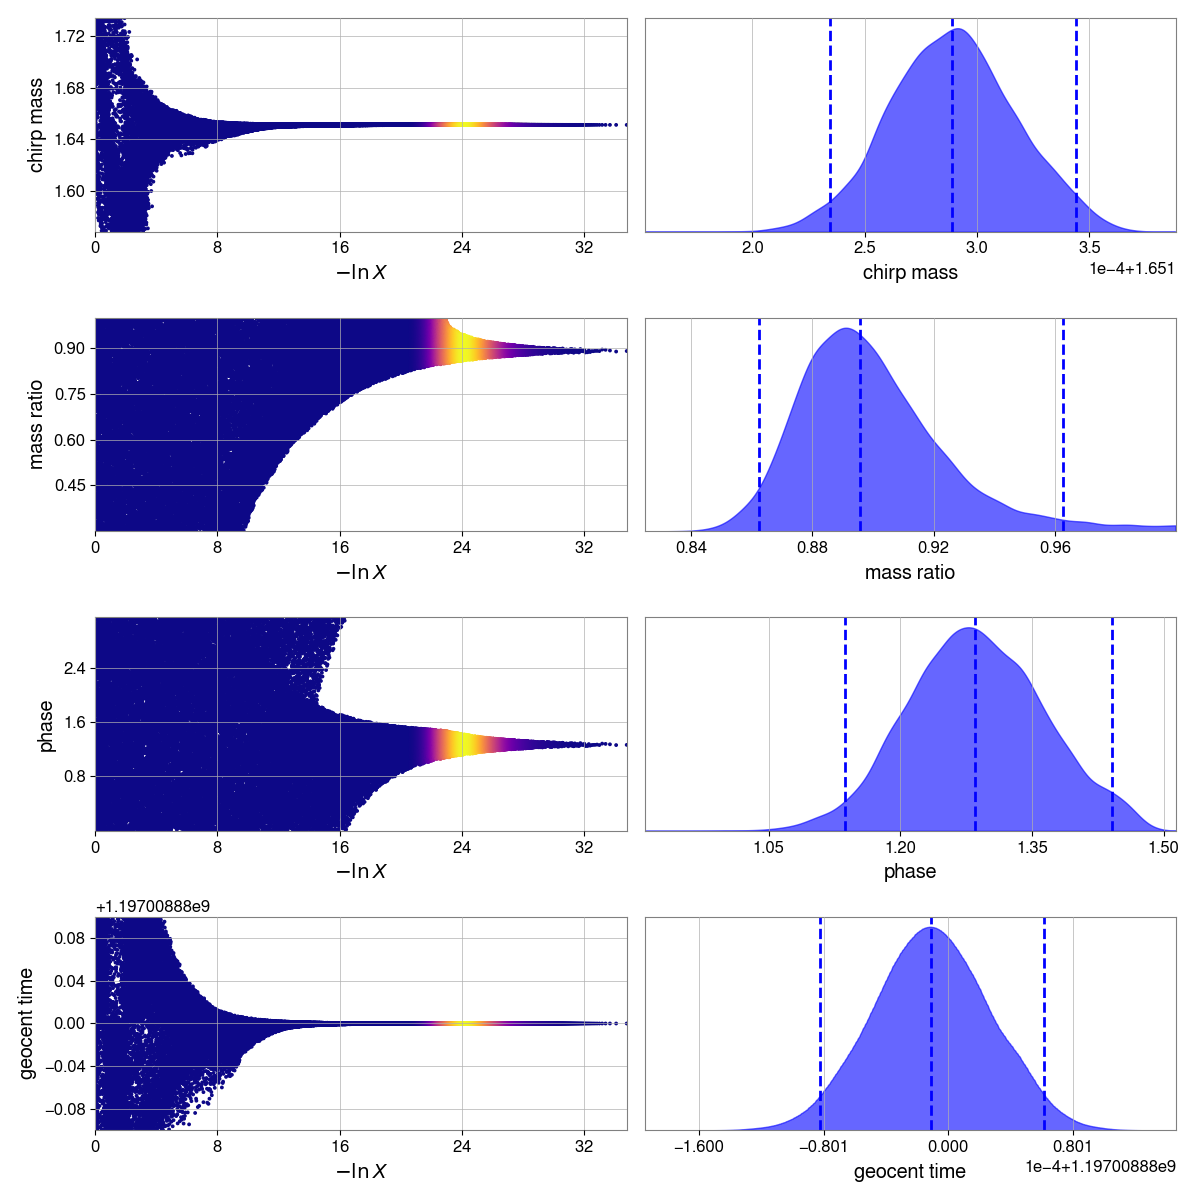 1.72
1.68
1.64
1.60
chirp mass
0 8 16 24 32
−ln X
2.0 2.5 3.0 3.5
chirp mass
1e−4+1.651
0.90
0.75
0.60
0.45
mass ratio
0 8 16 24 32
−ln X
0.84 0.88 0.92 0.96
mass ratio
2.4
1.6
0.8
phase
0 8 16 24 32
−ln X
1.05 1.20 1.35 1.50
phase
+1.19700888e9
0.08
0.04
0.00
−0.04
−0.08
geocent time
0 8 16 24 32
−ln X
−1.600 −0.801 0.000 0.801
geocent time
1e−4+1.19700888e9